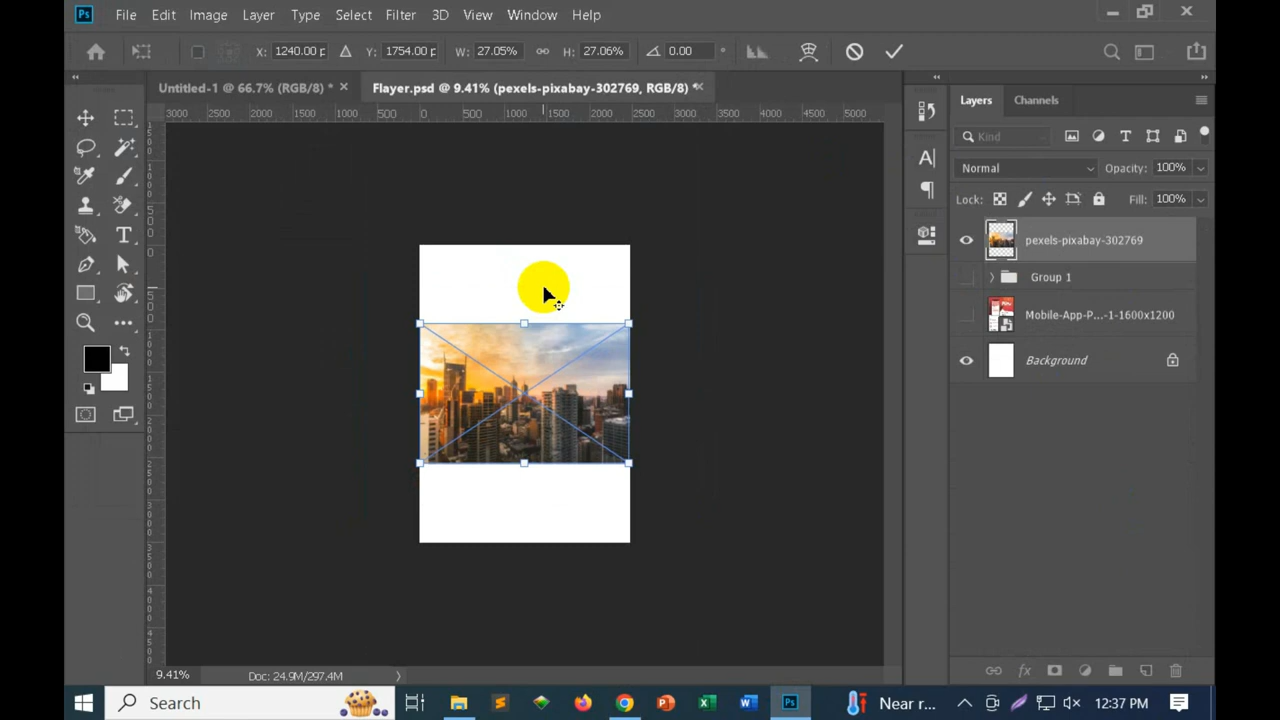 Ps File Edit Image Layer Type Select Filter 3D View Window Help
X: 1240.00 p Y: 1754.00 p W: 27.05% H: 27.06% 0.00 °
Untitled-1 @ 66.7% (RGB/8) * Flayer.psd @ 9.41% (pexels-pixabay-302769, RGB/8) *
3000 2500 2000 1500 1000 500 0 500 1000 1500 2000 2500 3000 3500 4000 4500 5000
Layers Channels
Kind
Normal Opacity: 100%
Lock: Fill: 100%
pexels-pixabay-302769
Group 1
Mobile-App-P...-1-1600x1200
Background
9.41% Doc: 24.9M/297.4M
Search Near r... 12:37 PM